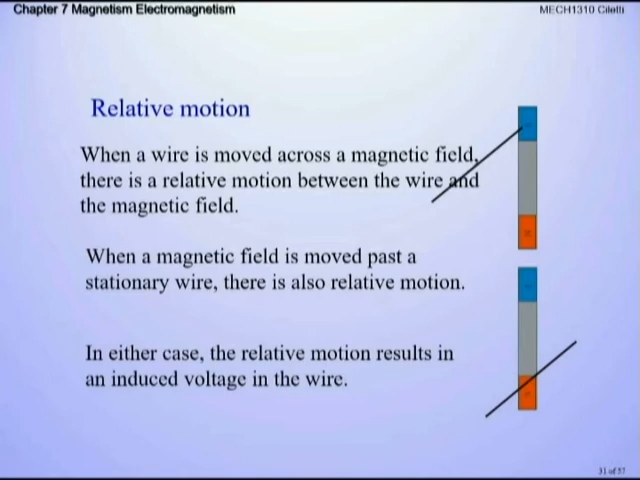 Chapter 7 Magnetism Electromagnetism
MECH1310 Ciletti
Relative motion
When a wire is moved across a magnetic field,
there is a relative motion between the wire and
the magnetic field.
When a magnetic field is moved past a
stationary wire, there is also relative motion.
In either case, the relative motion results in
an induced voltage in the wire.
31 of 57